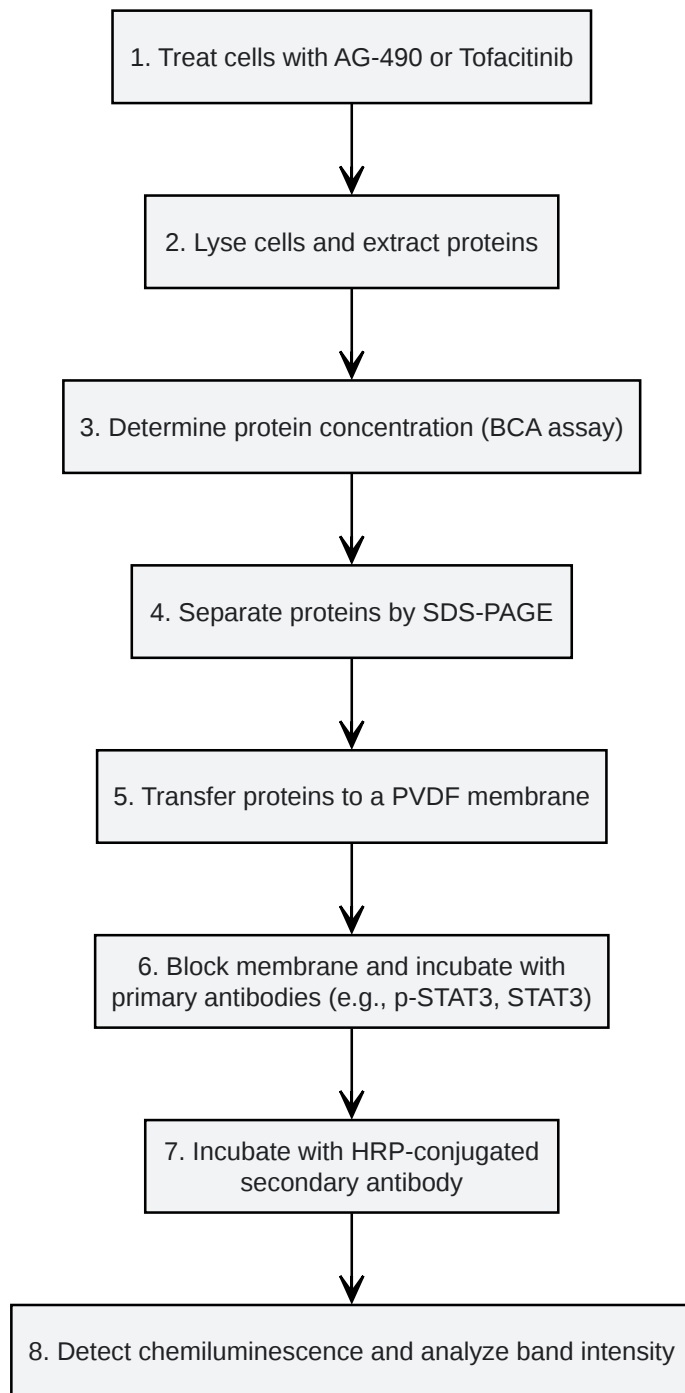 1. Treat cells with AG-490 or Tofacitinib
2. Lyse cells and extract proteins
3. Determine protein concentration (BCA assay)
4. Separate proteins by SDS-PAGE
5. Transfer proteins to a PVDF membrane
6. Block membrane and incubate with
primary antibodies (e.g., p-STAT3, STAT3)
7. Incubate with HRP-conjugated
secondary antibody
8. Detect chemiluminescence and analyze band intensity